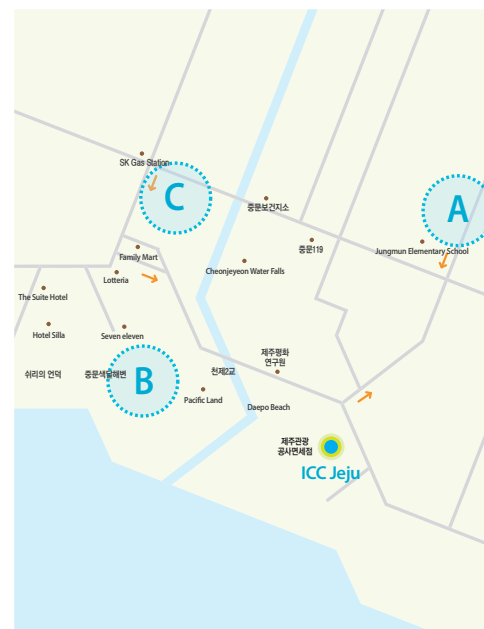 SK Gas Station
C
중문보건지소
A
중문119
Jungmun Elementary School
Family Mart
Cheonjeyeon Water Falls
Lotteria
The Suite Hotel
Hotel Silla
Seven eleven
제주평화
연구원
쉬리의 언덕
중문색달해변
B
천제2교
Pacific Land
Daepo Beach
제주관광
공사면세점
ICC Jeju